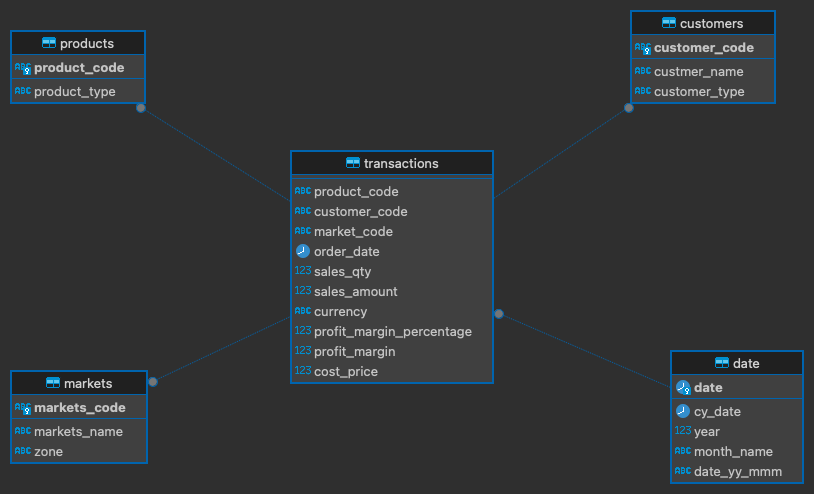 products
ABC product_code
ABC product_type
customers
ABC customer_code
ABC custmer_name
ABC customer_type
transactions
ABC product_code
ABC customer_code
ABC market_code
order_date
123 sales_qty
123 sales_amount
ABC currency
123 profit_margin_percentage
123 profit_margin
123 cost_price
markets
ABC markets_code
ABC markets_name
ABC zone
date
date
cy_date
123 year
ABC month_name
ABC date_yy_mmm